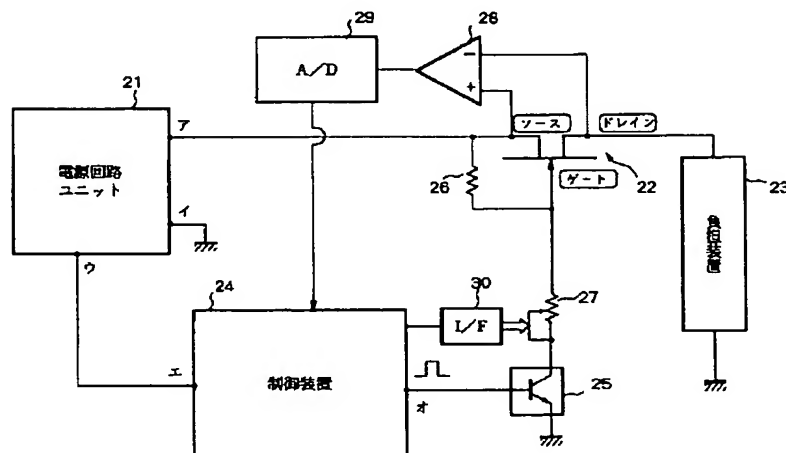 29
28
A/D
−
+
21
ア
ソース
ドレイン
電源回路
ユニット
26
ゲート
22
23
イ
負荷装置
ウ
24
30
27
I/F
エ
制御装置
オ
25